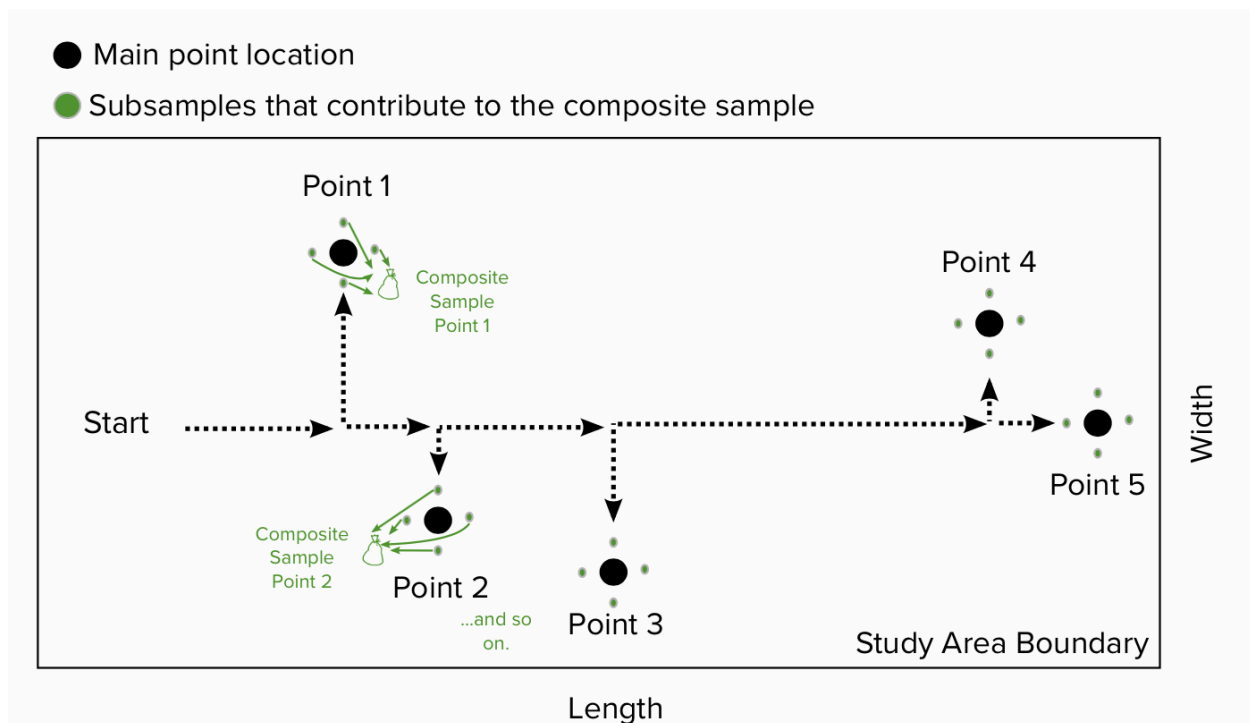 Main point location
Subsamples that contribute to the composite sample
Point 1
Composite
Sample
Point 1
Point 4
Start
Width
Point 5
Composite
Sample
Point 2
Point 2
...and so
on.
Point 3
Study Area Boundary
Length